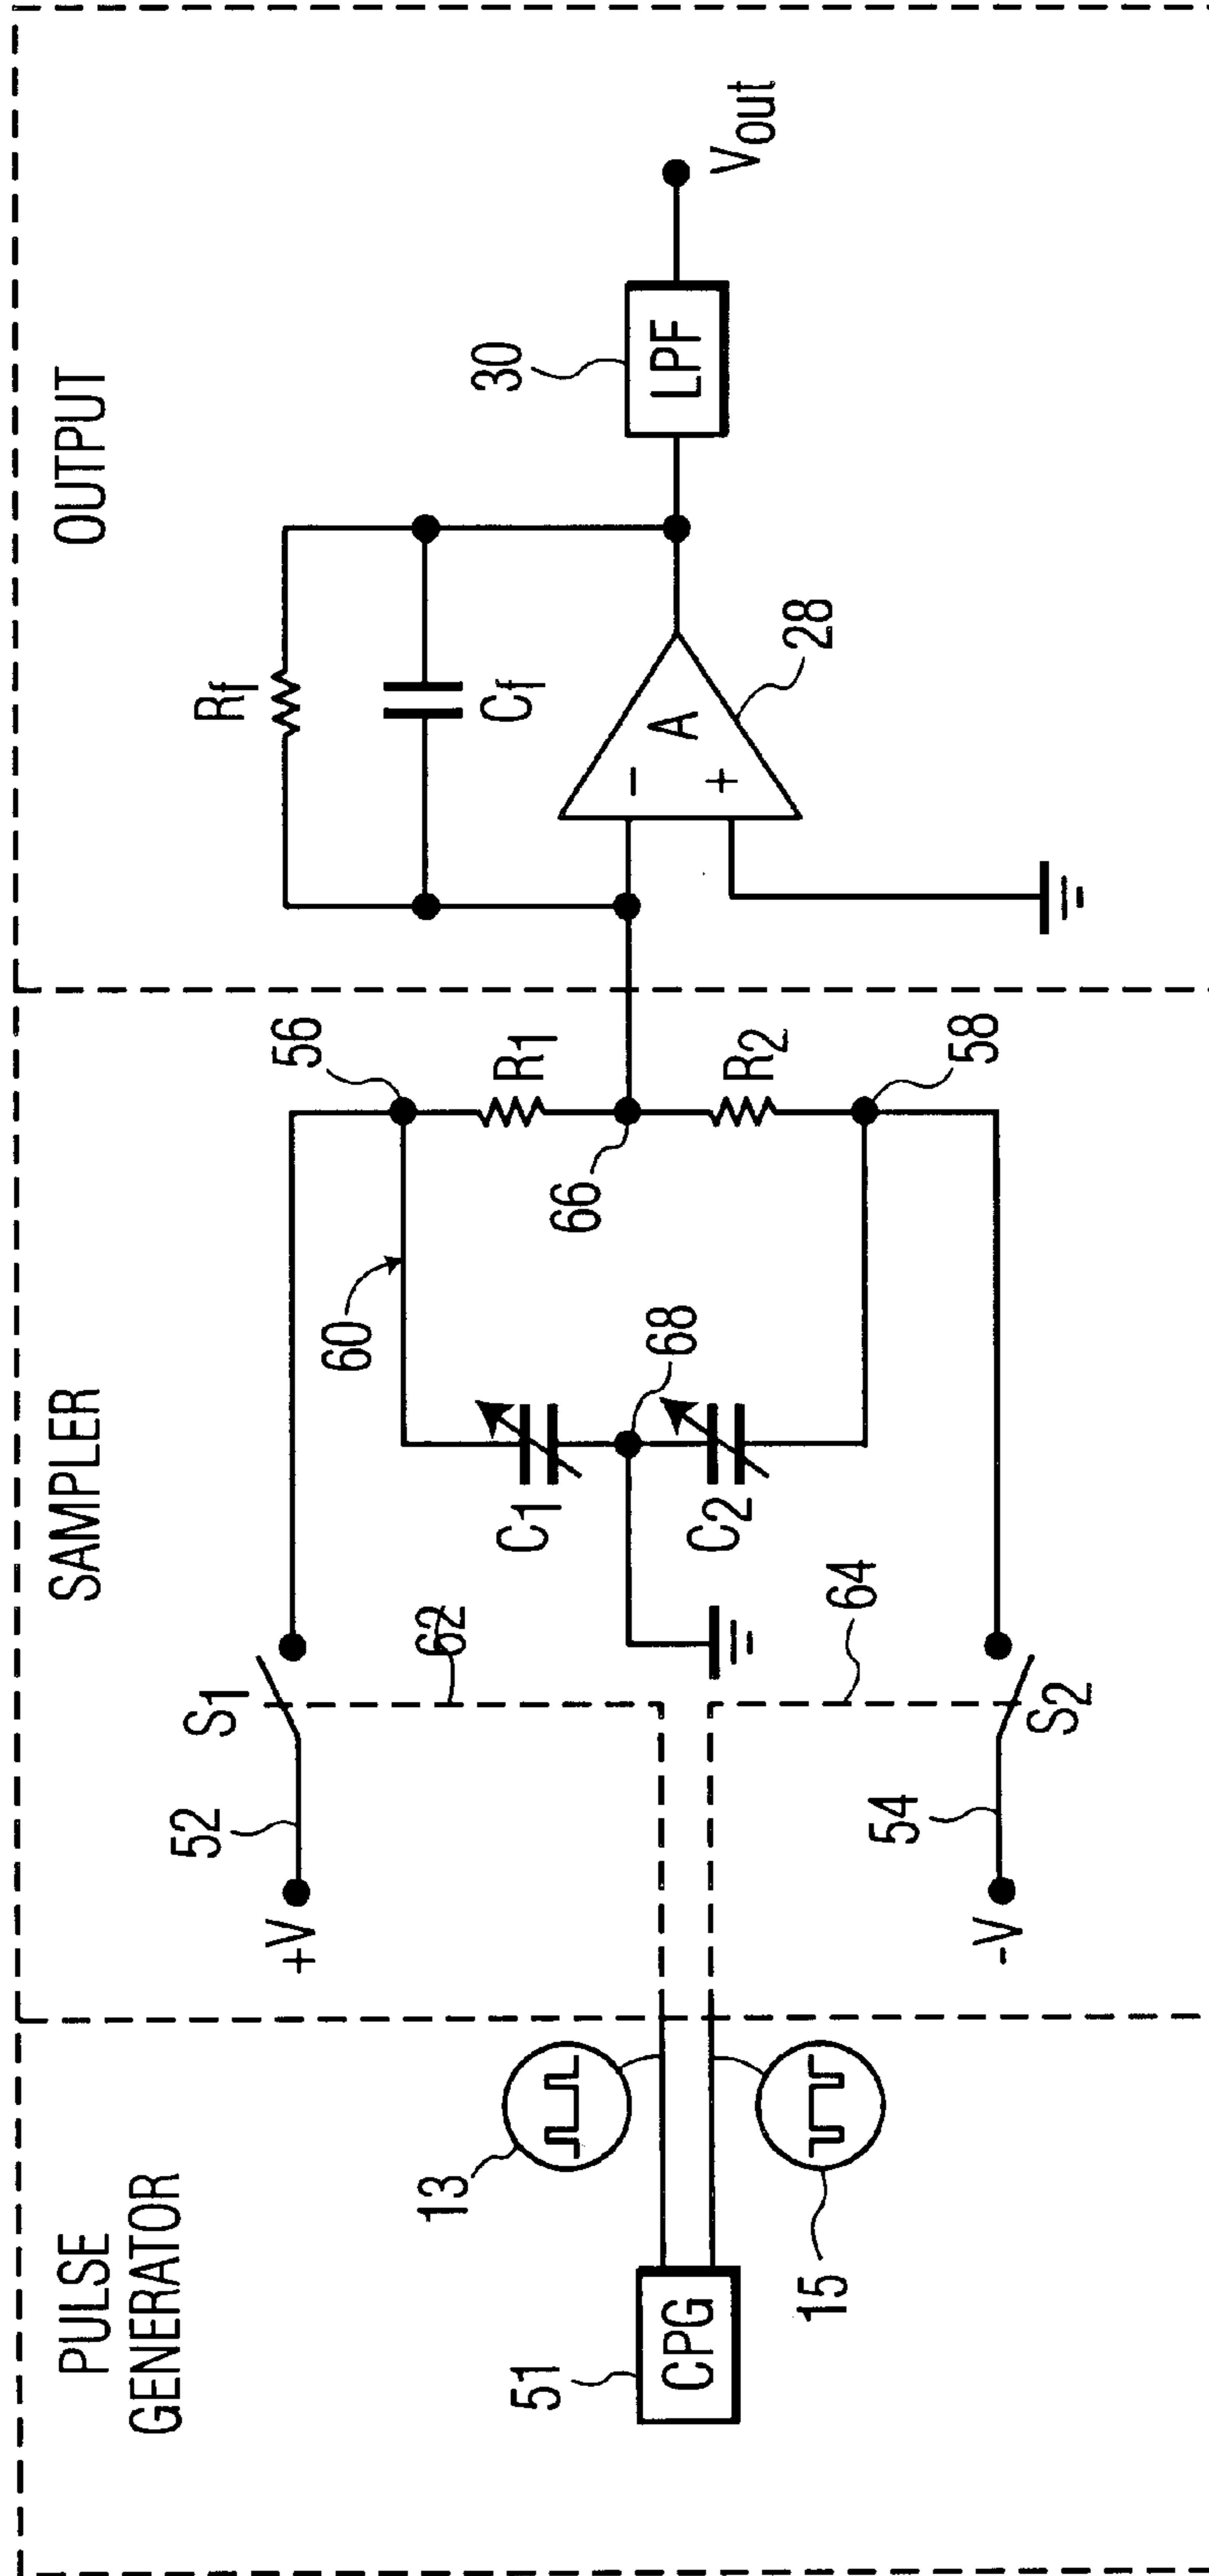 PULSE
GENERATOR
SAMPLER
OUTPUT
51
CPG
13
15
+V
52
S1
62
-V
54
S2
64
60
C1
C2
68
56
R1
66
R2
58
Rf
Cf
A
-
+
28
30
LPF
Vout